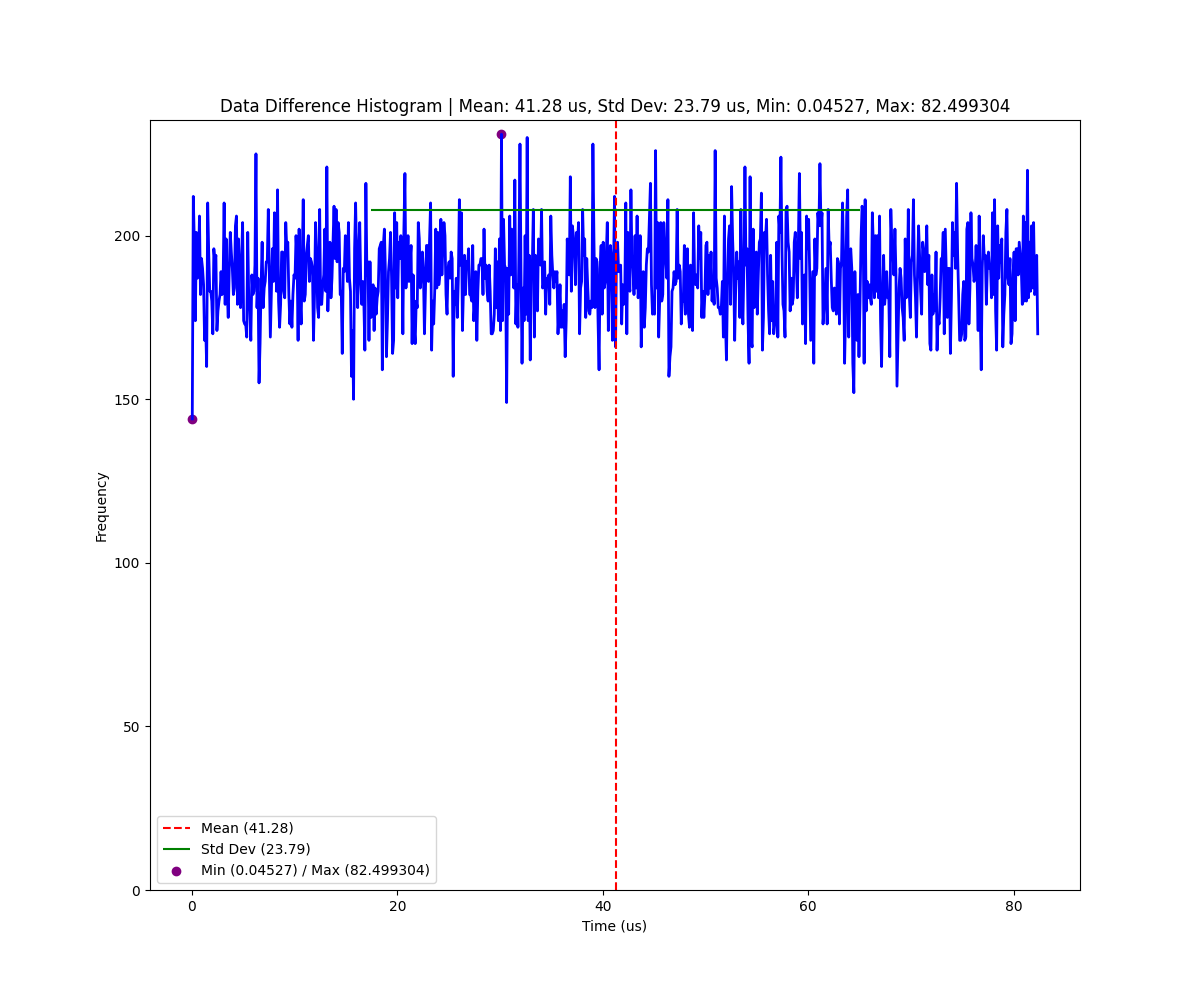 Data Difference Histogram | Mean: 41.28 us, Std Dev: 23.79 us, Min: 0.04527, Max: 82.499304
200
150
100
50
0
Frequency
Mean (41.28)
Std Dev (23.79)
Min (0.04527) / Max (82.499304)
0 20 40 60 80
Time (us)